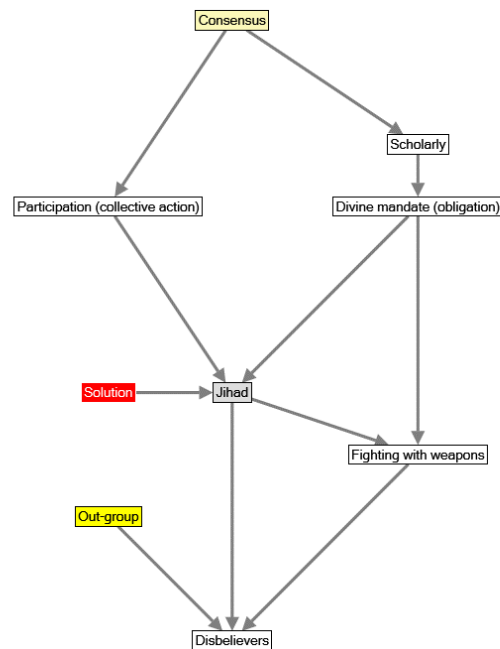 Consensus
Scholarly
Participation (collective action)
Divine mandate (obligation)
Solution
Jihad
Fighting with weapons
Out-group
Disbelievers